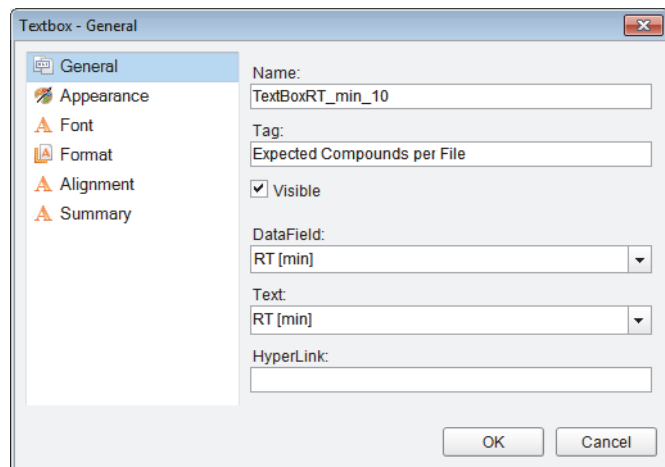 Textbox - General
General
Appearance
Font
Format
Alignment
Summary
Name:
TextBoxRT_min_10
Tag:
Expected Compounds per File
Visible
DataField:
RT [min]
Text:
RT [min]
HyperLink:
OK
Cancel